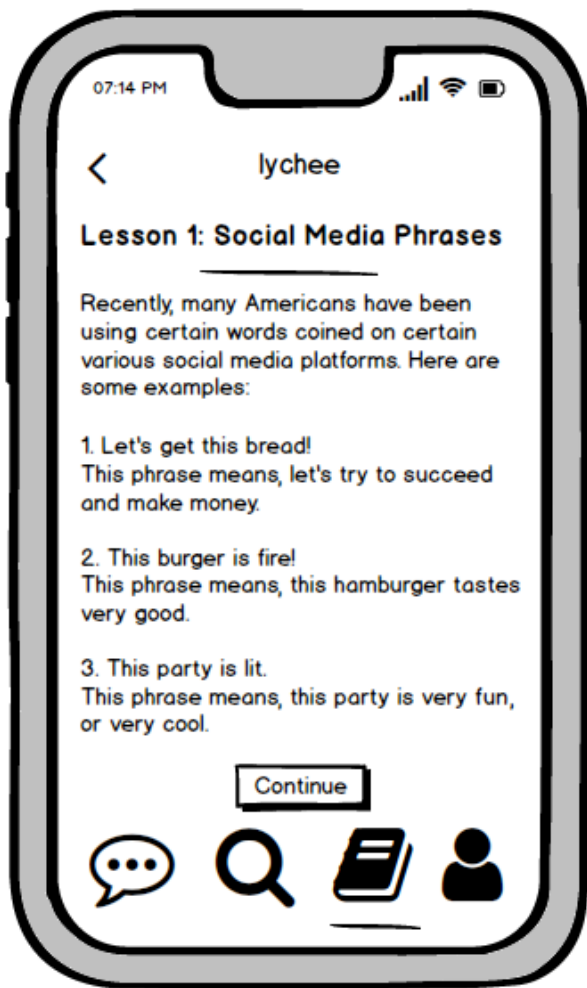 07:14 PM
lychee
Lesson 1: Social Media Phrases
Recently, many Americans have been
using certain words coined on certain
various social media platforms. Here are
some examples:
1. Let's get this bread!
This phrase means, let's try to succeed
and make money.
2. This burger is fire!
This phrase means, this hamburger tastes
very good.
3. This party is lit.
This phrase means, this party is very fun,
or very cool.
Continue